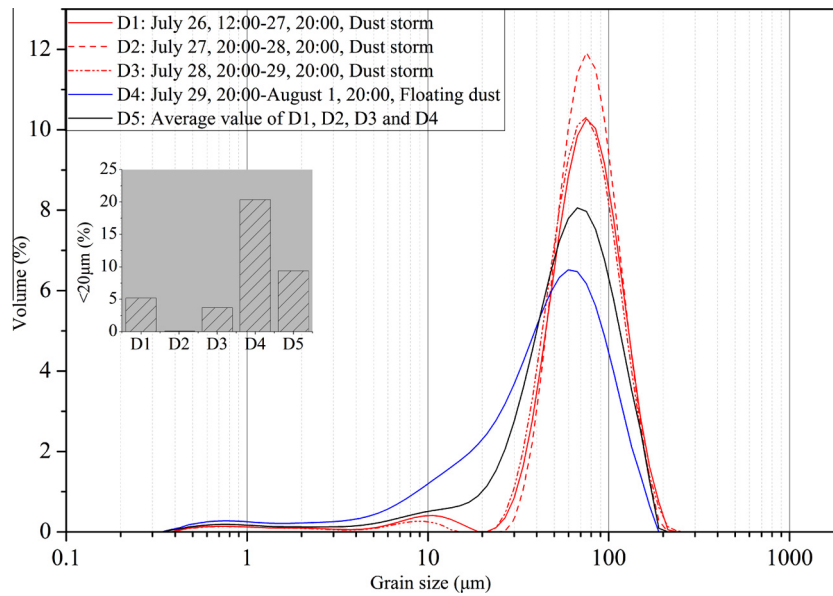 D1: July 26, 12:00-27, 20:00, Dust storm
D2: July 27, 20:00-28, 20:00, Dust storm
D3: July 28, 20:00-29, 20:00, Dust storm
D4: July 29, 20:00-August 1, 20:00, Floating dust
D5: Average value of D1, D2, D3 and D4
12
10
8
6
4
2
0
Volume (%)
25
20
15
10
5
0
<20μm (%)
D1 D2 D3 D4 D5
0.1 1 10 100 1000
Grain size (μm)